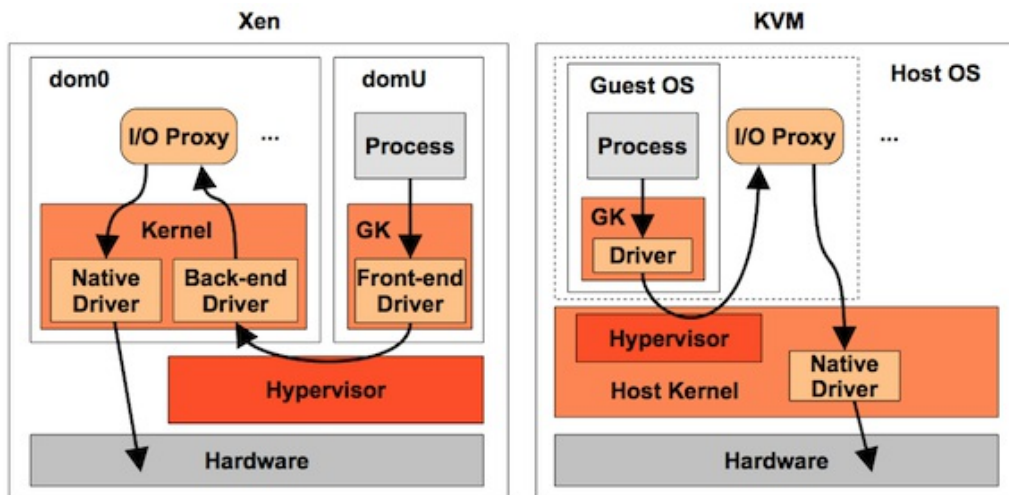 Xen
dom0
domU
I/O Proxy
...
Process
Kernel
GK
Native
Driver
Back-end
Driver
Front-end
Driver
Hypervisor
Hardware
KVM
Host OS
Guest OS
Process
I/O Proxy
...
GK
Driver
Hypervisor
Host Kernel
Native
Driver
Hardware